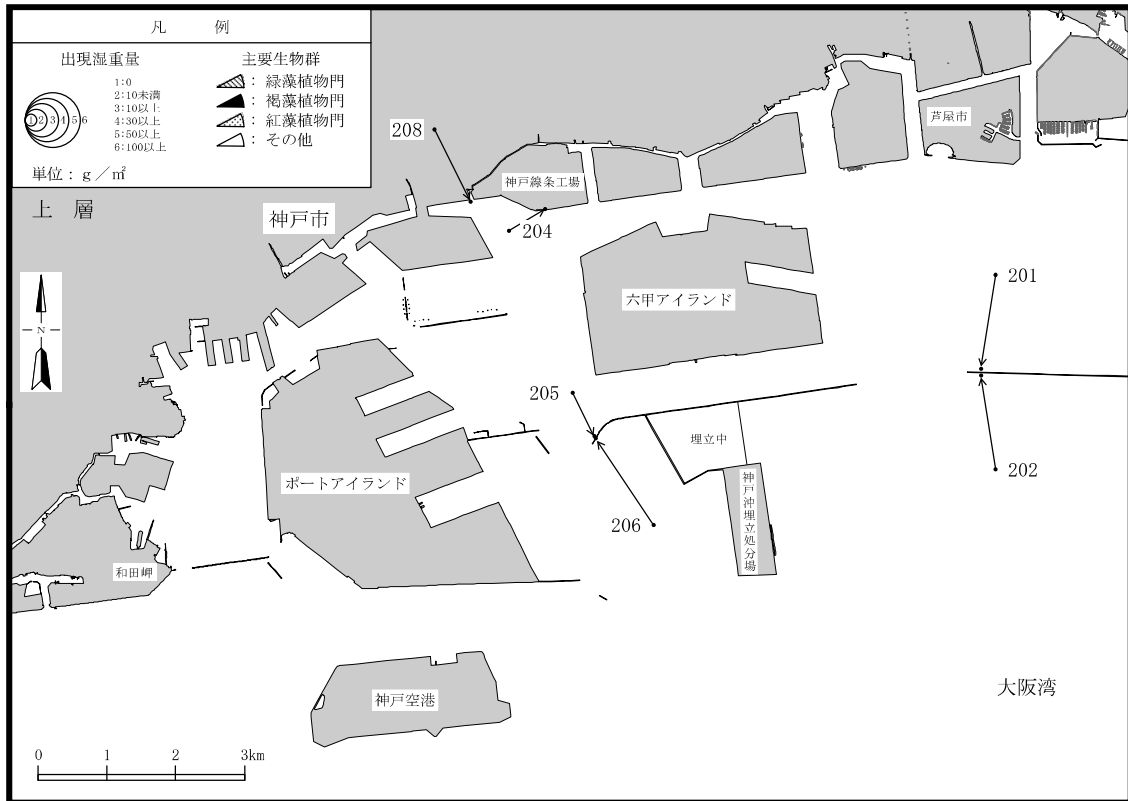 凡 例
出現湿重量
1:0
2:10未満
3:10以上
4:30以上
5:50以上
6:100以上
1 2 3 4 5 6
単位：g／㎡
主要生物群
：緑藻植物門
：褐藻植物門
：紅藻植物門
：その他
上 層
神戸市
N
208
神戸線条工場
204
芦屋市
六甲アイランド
201
205
埋立中
202
ポートアイランド
206
神戸沖埋立処分場
和田岬
神戸空港
大阪湾
0 1 2 3km